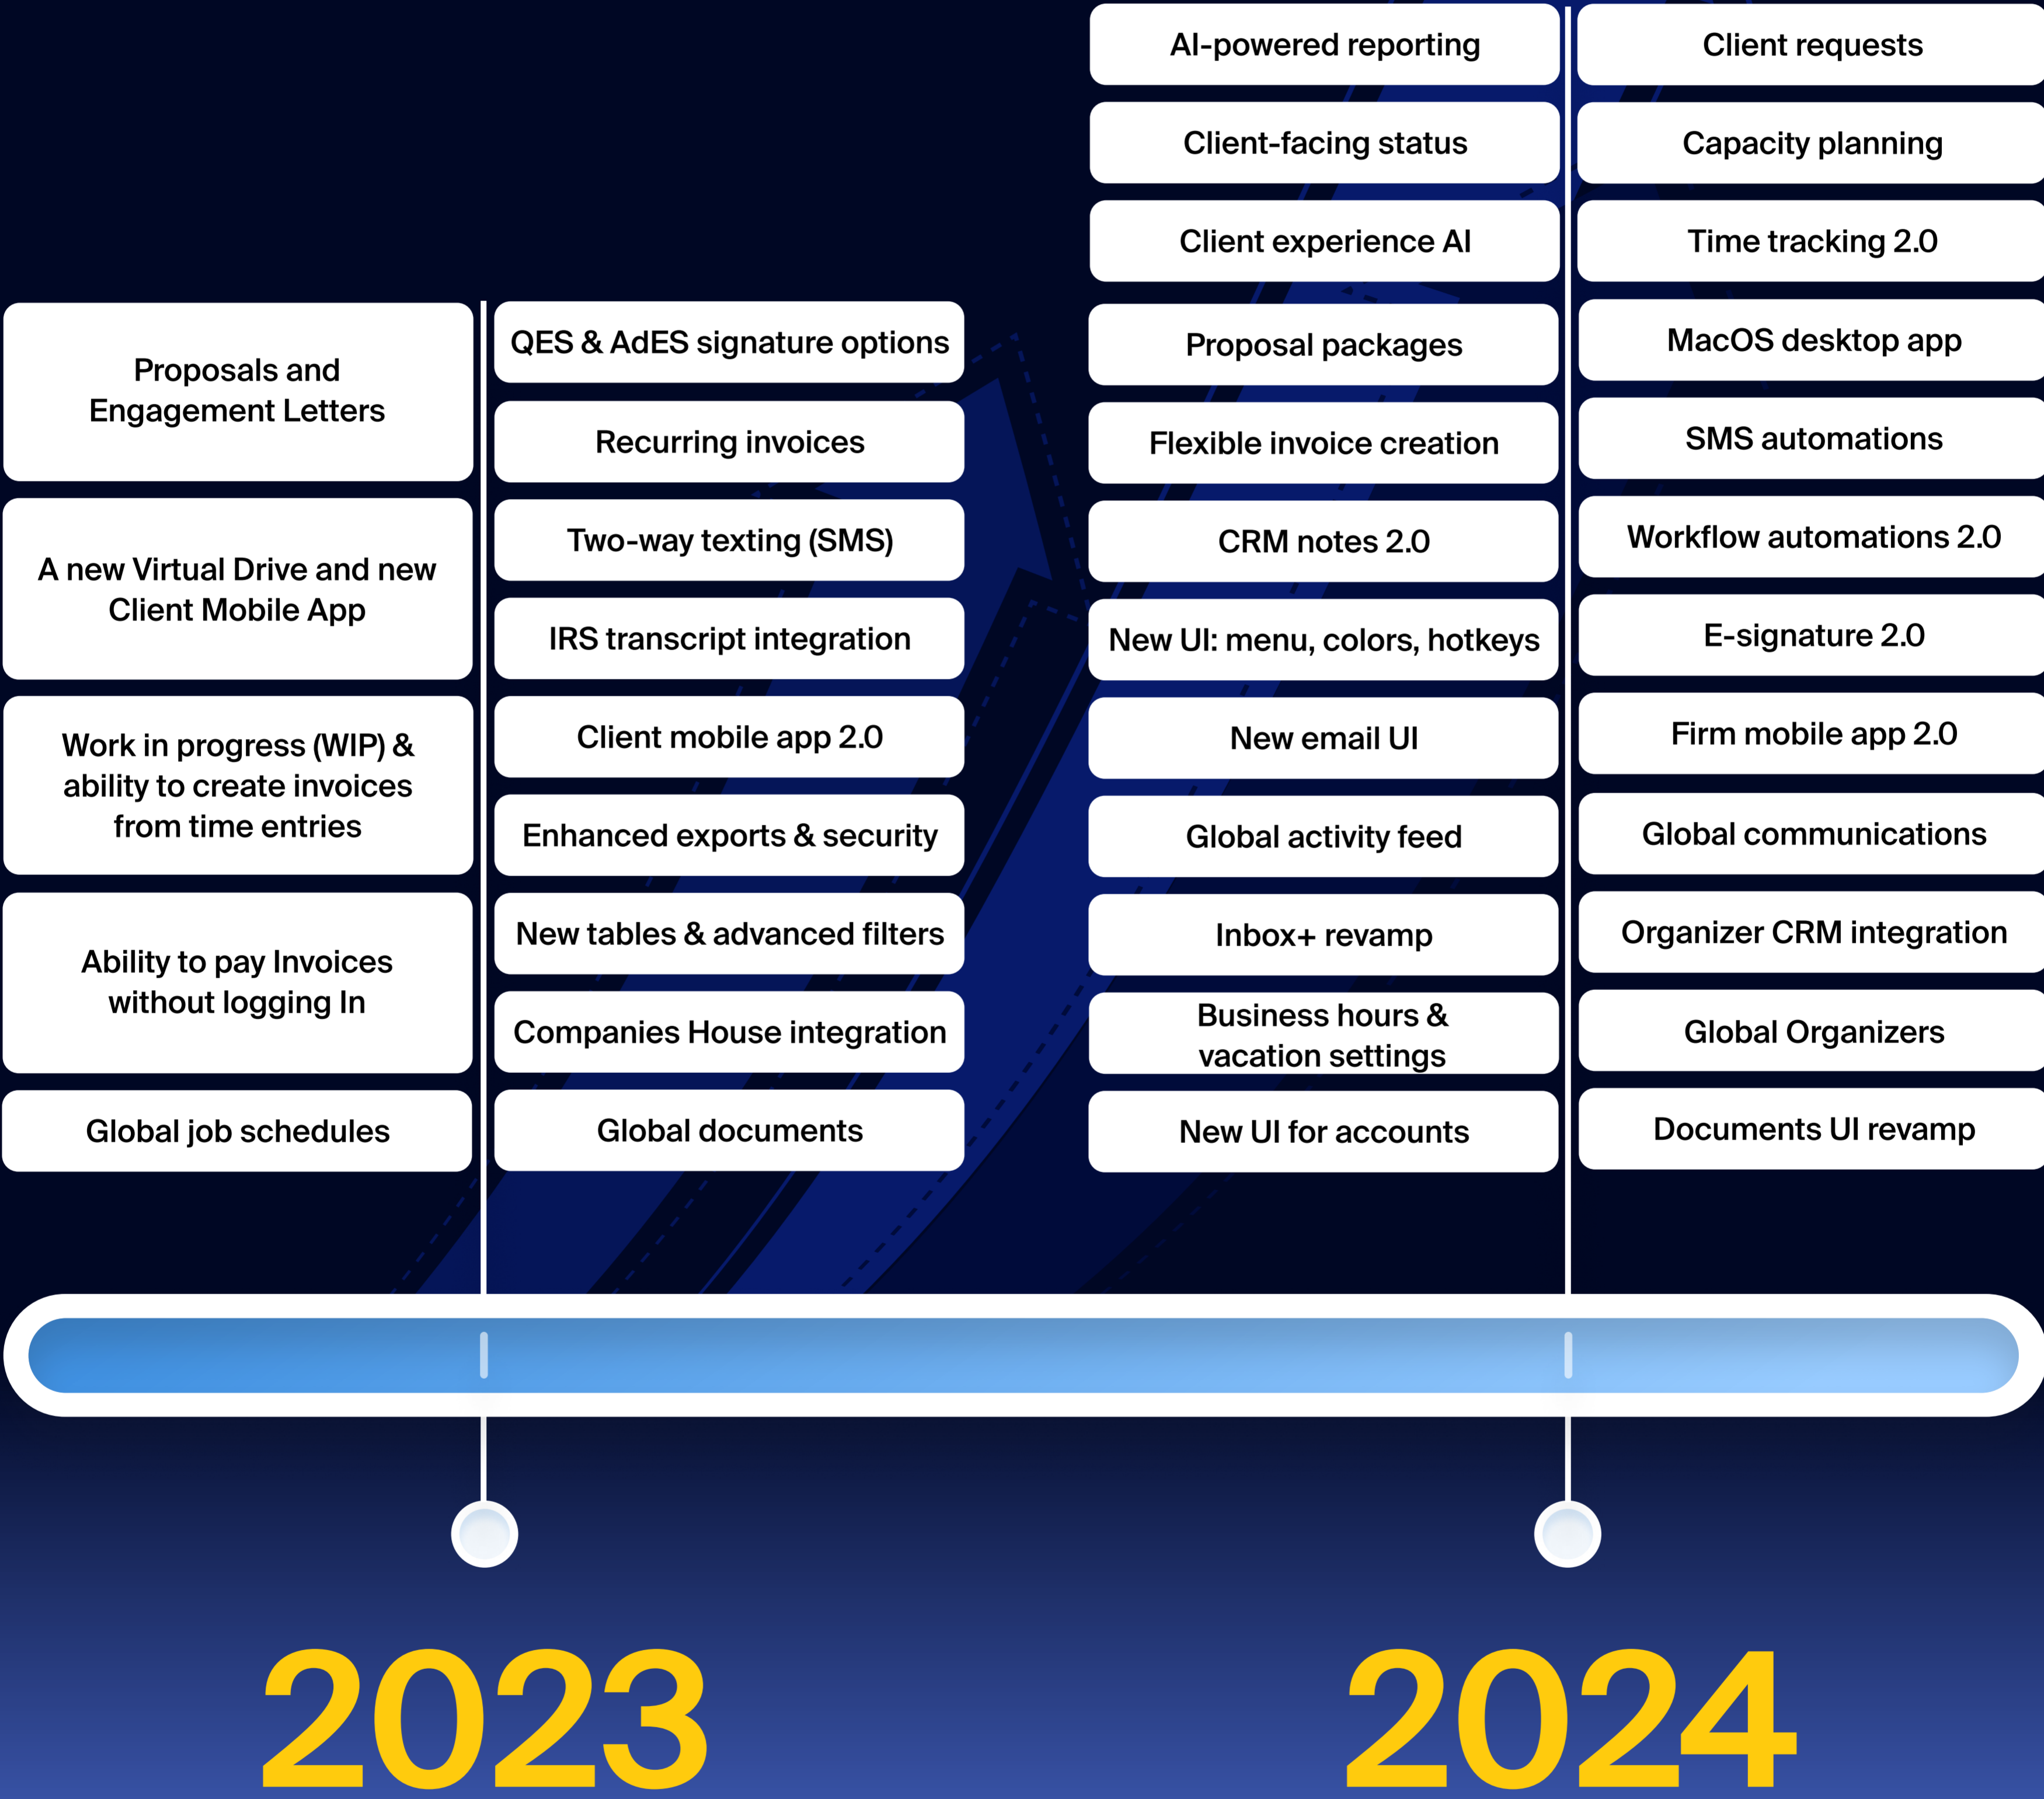 Proposals and
Engagement Letters
A new Virtual Drive and new
Client Mobile App
Work in progress (WIP) &
ability to create invoices
from time entries
Ability to pay Invoices
without logging In
Global job schedules
QES & AdES signature options
Recurring invoices
Two-way texting (SMS)
IRS transcript integration
Client mobile app 2.0
Enhanced exports & security
New tables & advanced filters
Companies House integration
Global documents
AI-powered reporting
Client-facing status
Client experience AI
Proposal packages
Flexible invoice creation
CRM notes 2.0
New UI: menu, colors, hotkeys
New email UI
Global activity feed
Inbox+ revamp
Business hours &
vacation settings
New UI for accounts
Client requests
Capacity planning
Time tracking 2.0
MacOS desktop app
SMS automations
Workflow automations 2.0
E-signature 2.0
Firm mobile app 2.0
Global communications
Organizer CRM integration
Global Organizers
Documents UI revamp
2023
2024